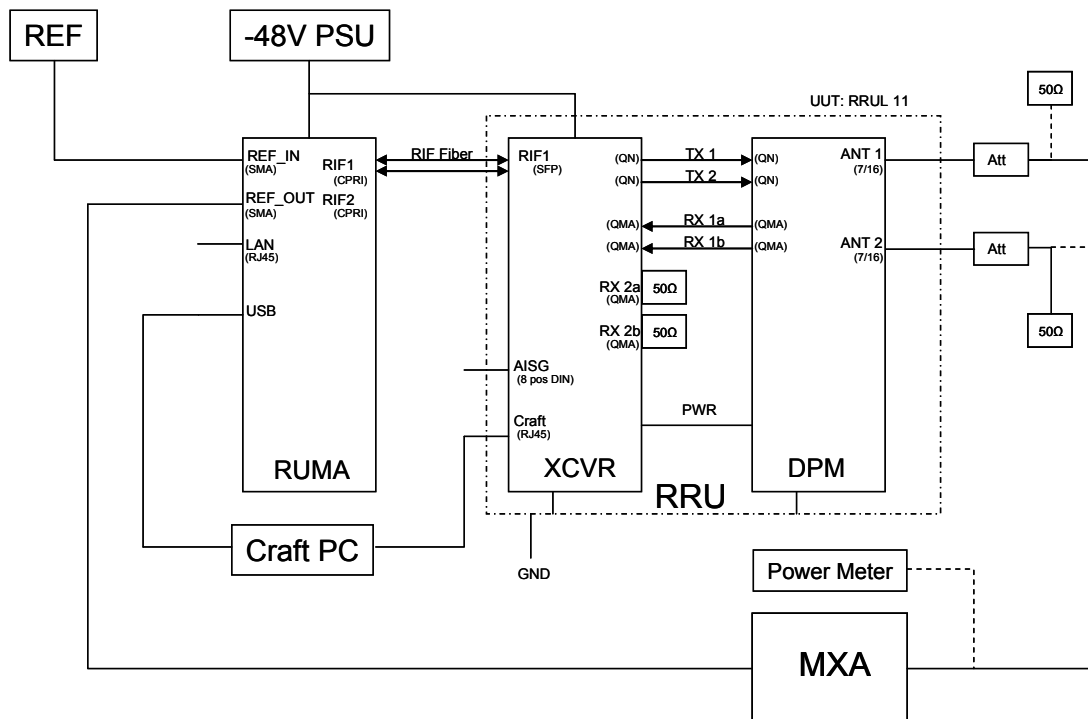 REF
-48V PSU
50Ω
UUT: RRUL 11
REF_IN
(SMA)
RIF1
(CPRI)
REF_OUT
(SMA)
RIF2
(CPRI)
LAN
(RJ45)
USB
RUMA
RIF Fiber
RIF1
(SFP)
(QN)
(QN)
(QMA)
(QMA)
RX 2a
(QMA)
50Ω
RX 2b
(QMA)
50Ω
AISG
(8 pos DIN)
Craft
(RJ45)
XCVR
TX 1
TX 2
RX 1a
RX 1b
PWR
RRU
(QN)
(QN)
(QMA)
(QMA)
ANT 1
(7/16)
ANT 2
(7/16)
DPM
Att
Att
50Ω
Craft PC
GND
Power Meter
MXA